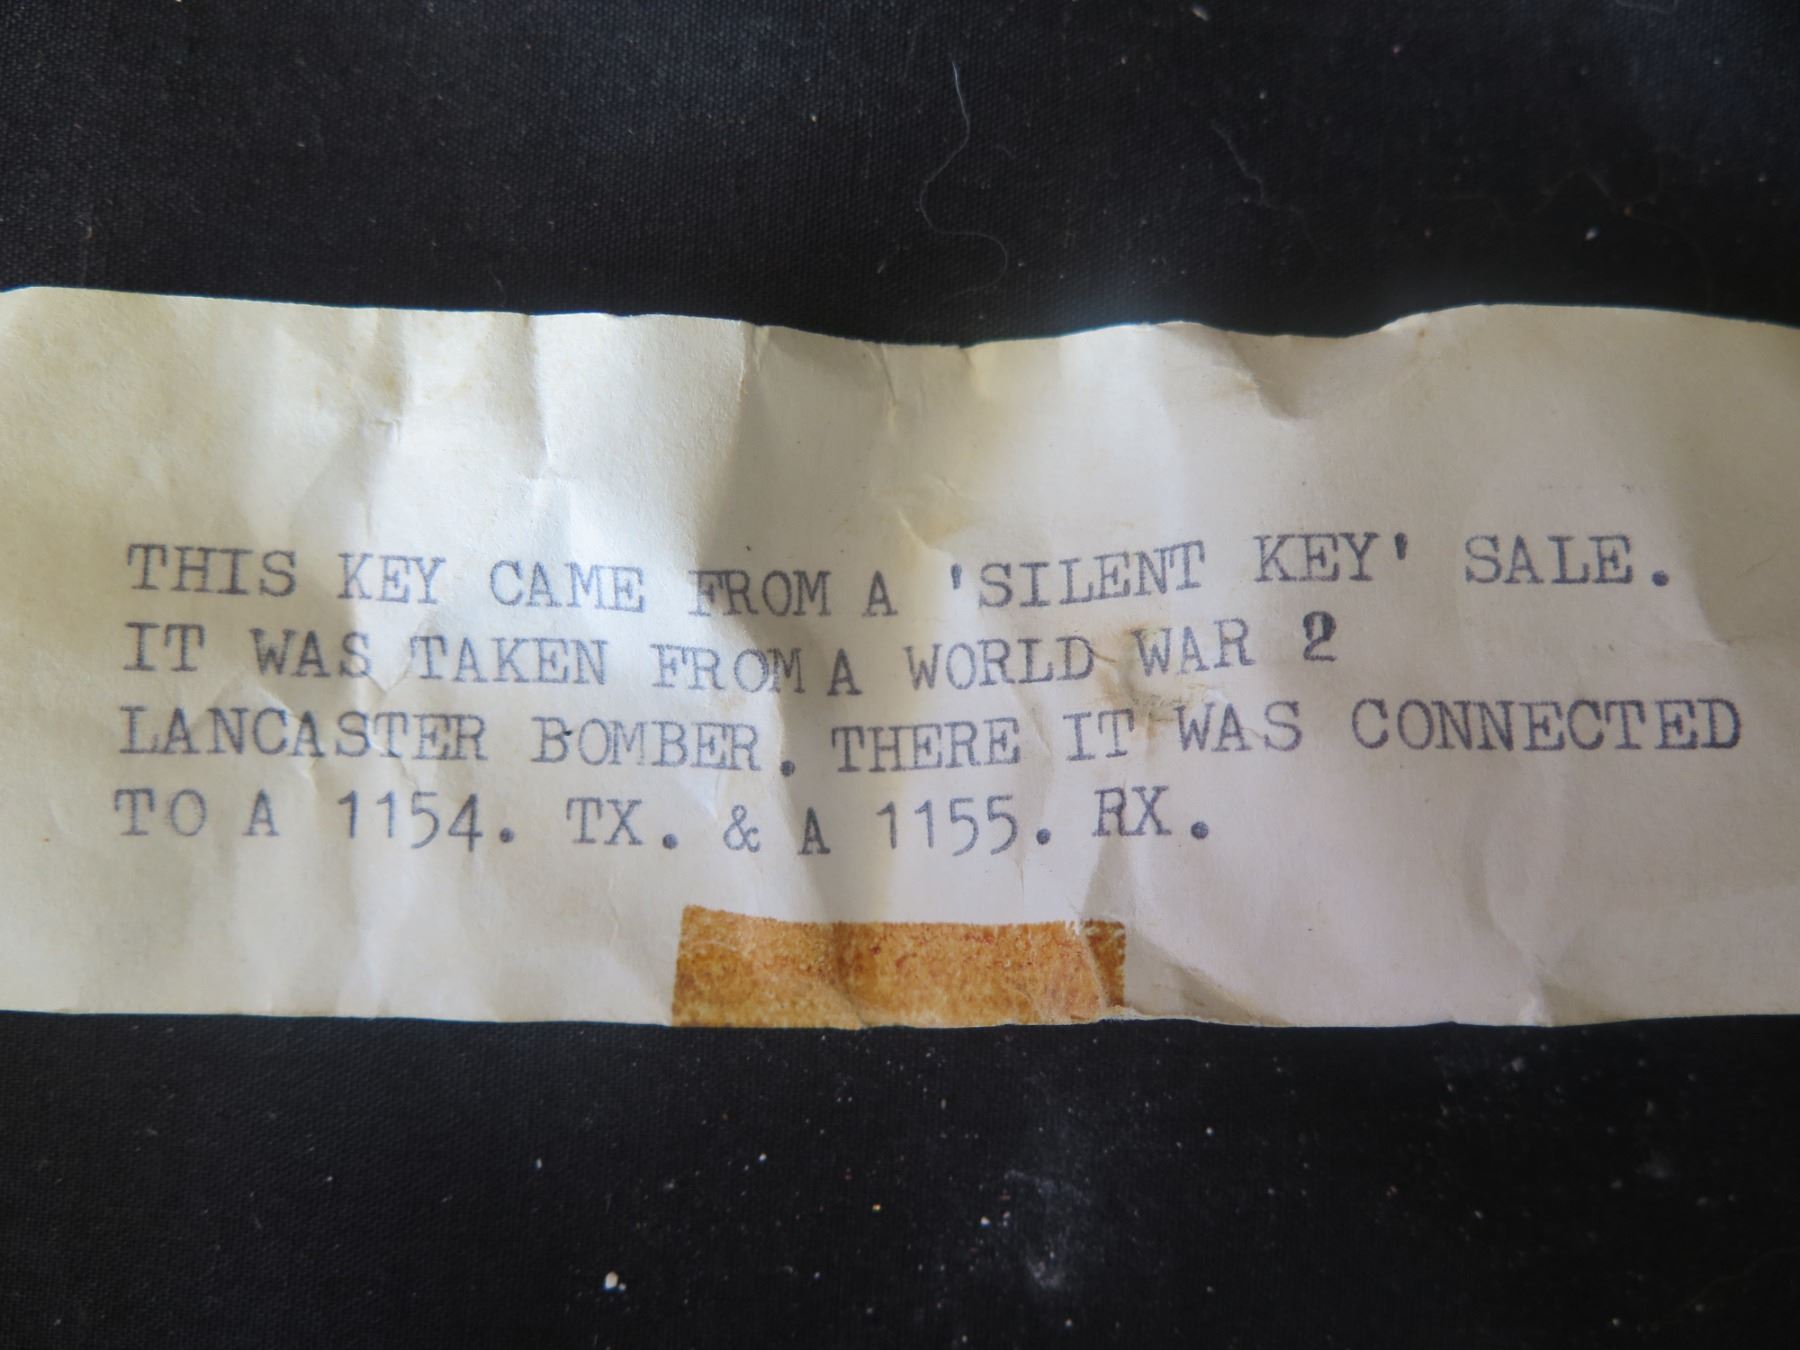 THIS KEY CAME FROM A 'SILENT KEY' SALE.
IT WAS TAKEN FROM A WORLD WAR 2
LANCASTER BOMBER. THERE IT WAS CONNECTED
TO A 1154. TX. & A 1155. RX.